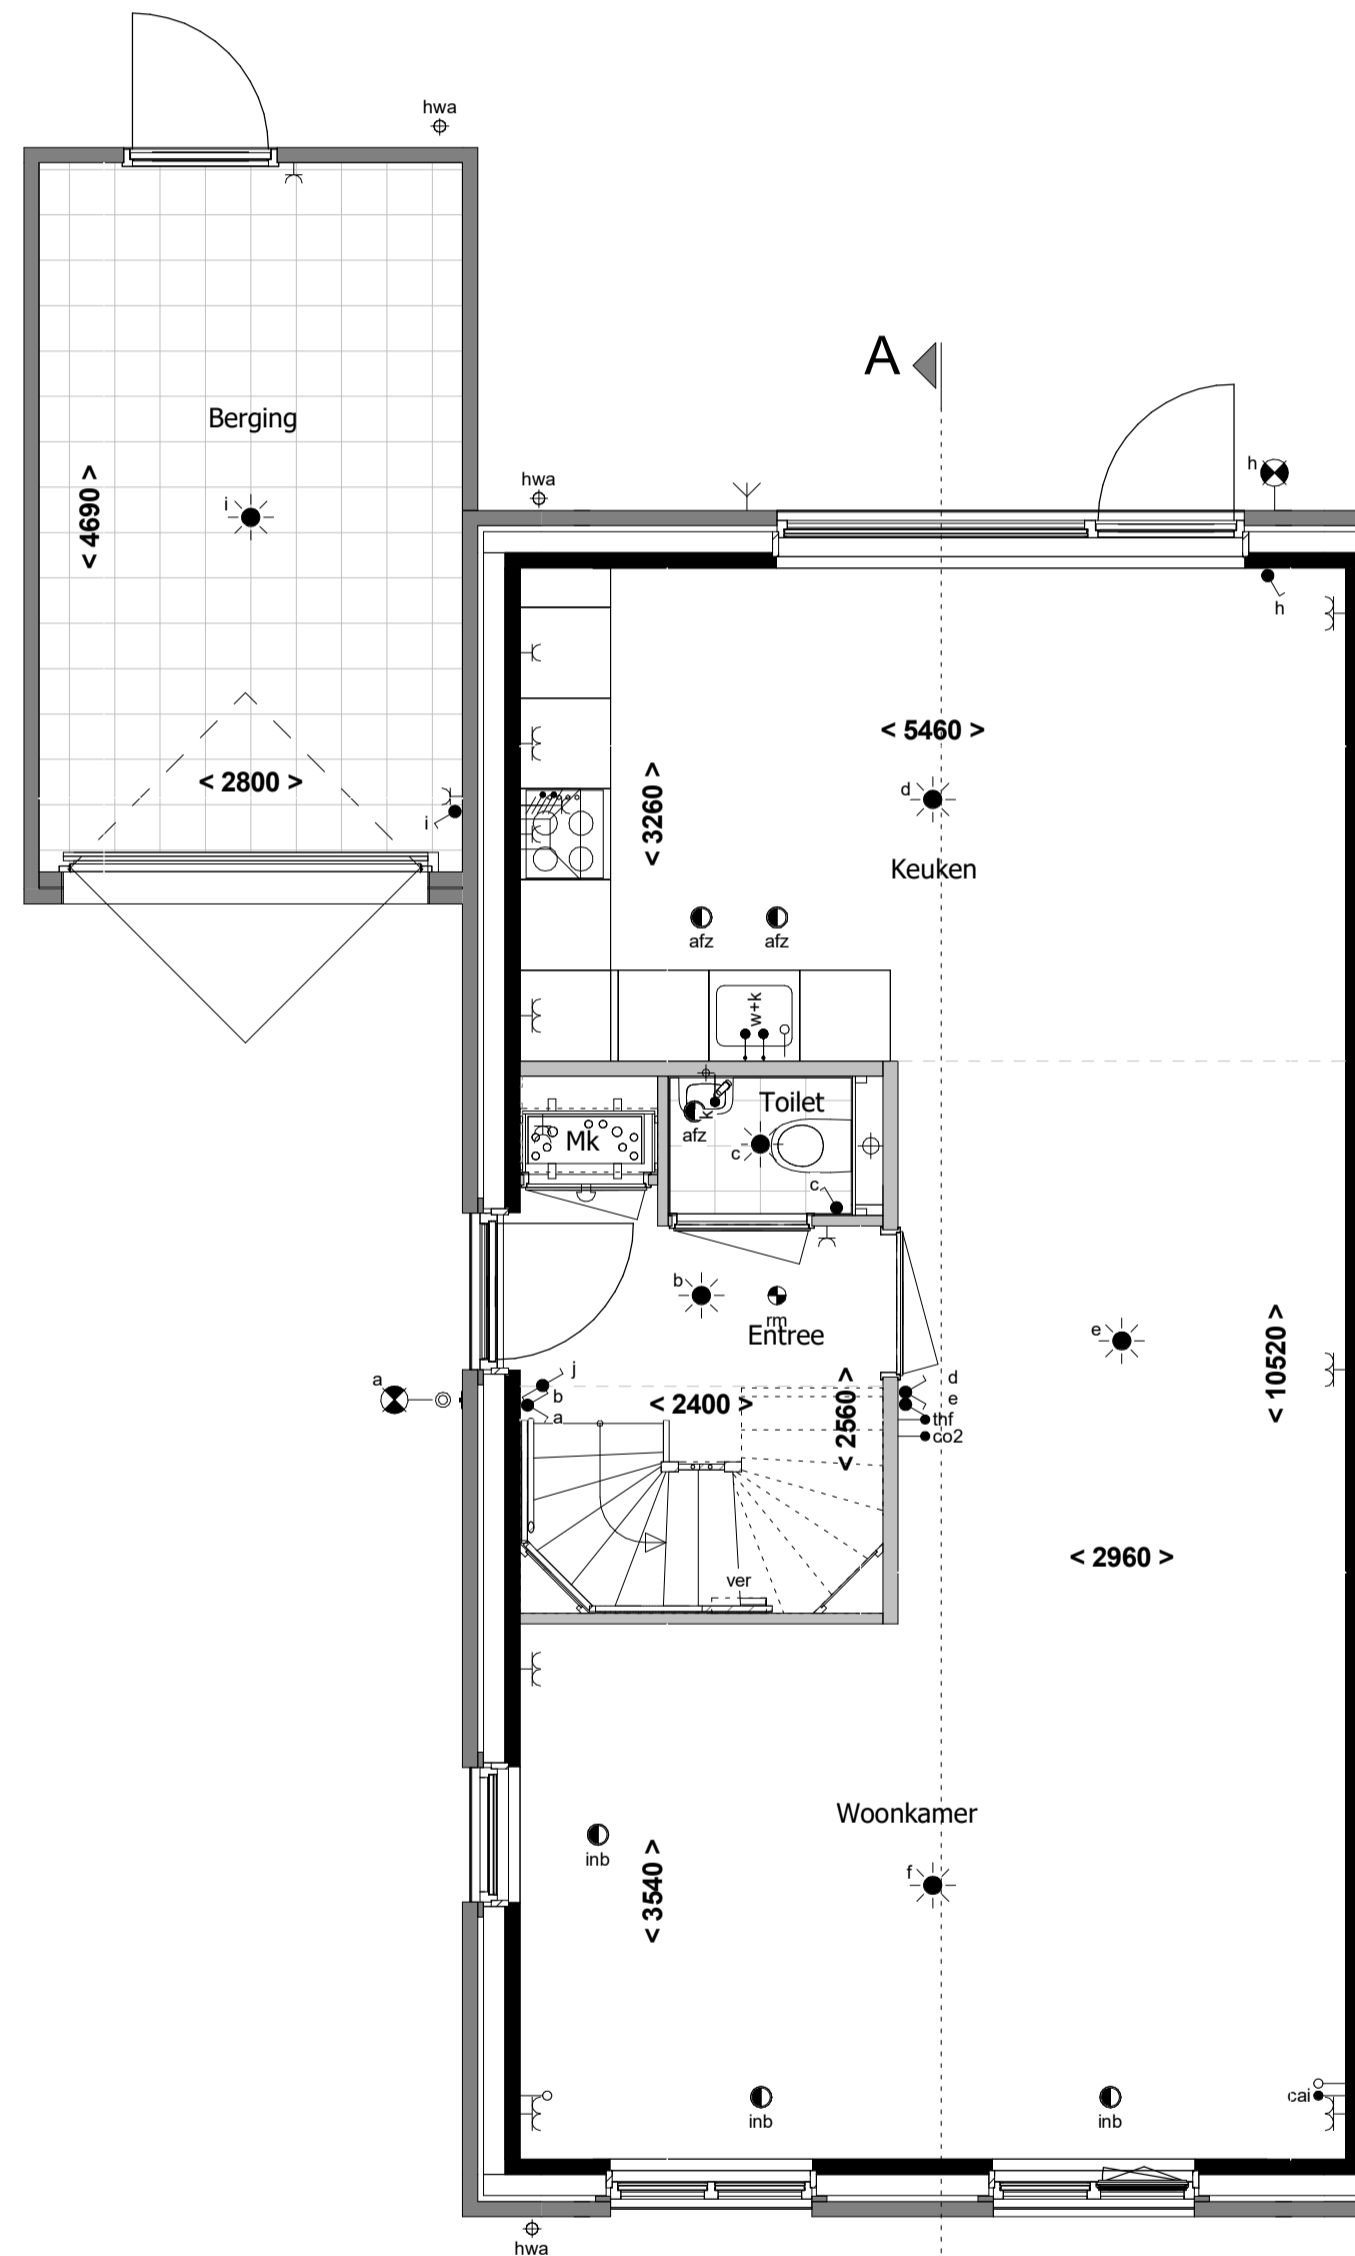 hwa
A
Berging
< 4690 >
i
hwa
h
h
< 2800 >
i
< 5460 >
< 3260 >
d
Keuken
afz
afz
w+k
Toilet
Mk
k
afz
c
c
b
rm
Entree
e
< 10520 >
a
j
b
a
< 2400 >
< 2560 >
d
e
thf
co2
< 2960 >
ver
Woonkamer
inb
< 3540 >
f
inb
inb
cai
hwa